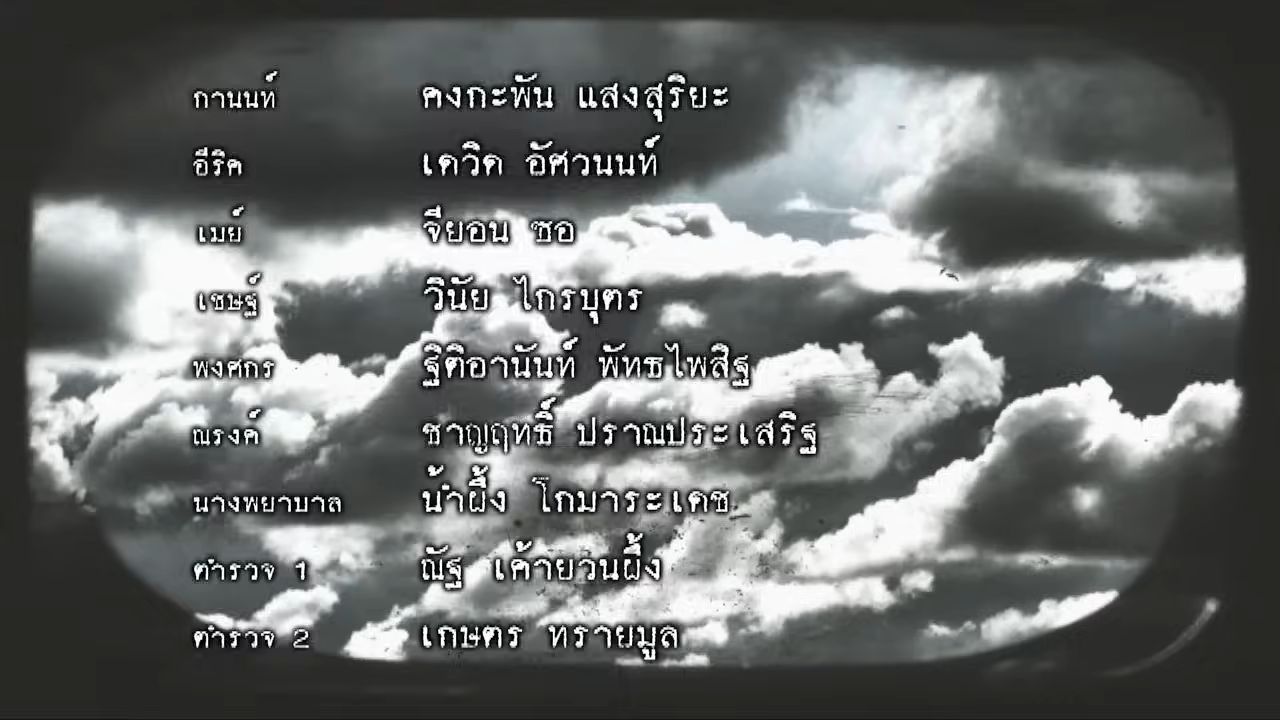 กานนท์ คงกะพัน แสงสุริยะ
อีริค เดวิด อัศวนนท์
เมย์ จียอน ซอ
เชษฐ์ วินัย ไกรบุตร
พงศกร ฐิติอานันท์ พัทธไพสิฐ
ณรงค์ ชาญฤทธิ์ ปราณประเสริฐ
นางพยาบาล น้ำผึ้ง โกมาระเดช
ตำรวจ 1 ณัฐ เค้ายวนผึ้ง
ตำรวจ 2 เกษตร ทรายมูล